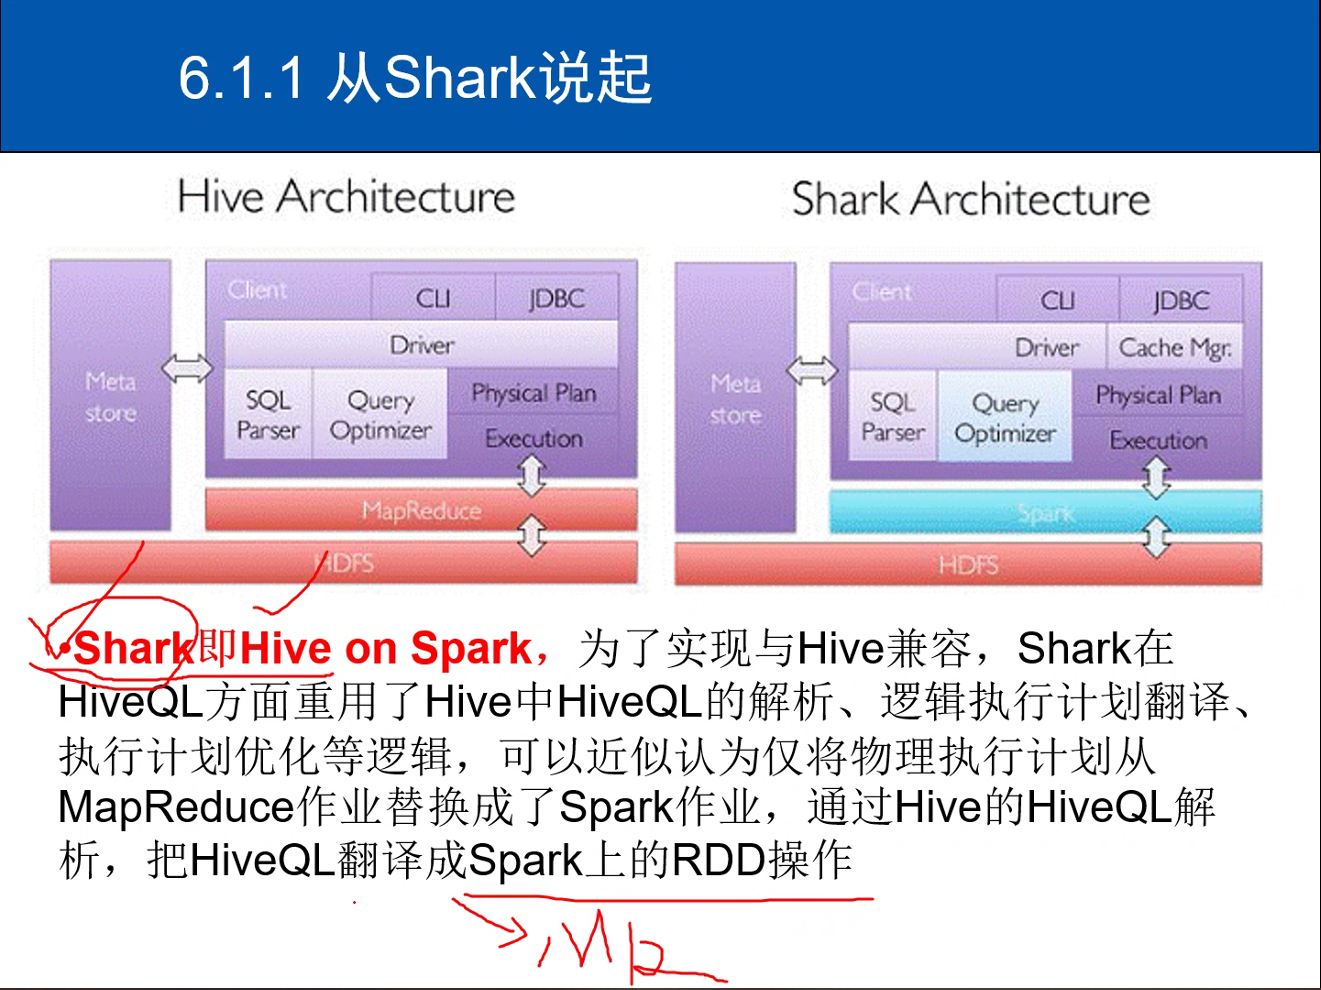 6.1.1 从Shark说起
Hive Architecture
Client
CLI
JDBC
Driver
Meta
store
SQL
Parser
Query
Optimizer
Physical Plan
Execution
MapReduce
HDFS
Shark Architecture
Client
CLI
JDBC
Driver
Cache Mgr.
Meta
store
SQL
Parser
Query
Optimizer
Physical Plan
Execution
Spark
HDFS
•Shark即Hive on Spark，为了实现与Hive兼容，Shark在
HiveQL方面重用了Hive中HiveQL的解析、逻辑执行计划翻译、
执行计划优化等逻辑，可以近似认为仅将物理执行计划从
MapReduce作业替换成了Spark作业，通过Hive的HiveQL解
析，把HiveQL翻译成Spark上的RDD操作
MR